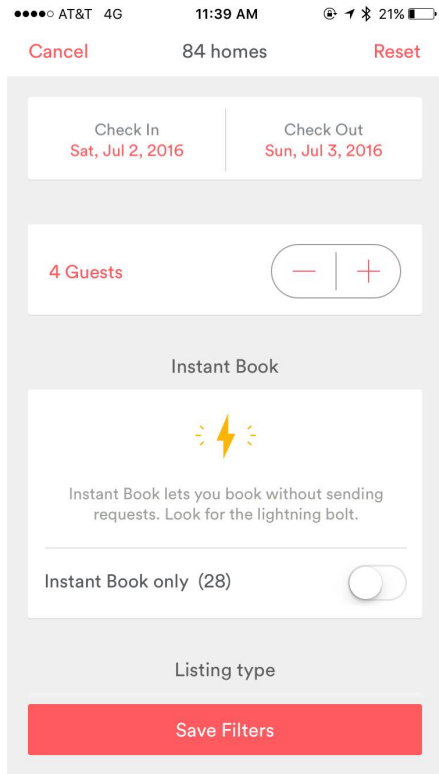 AT&T 4G 11:39 AM 21%
Cancel 84 homes Reset
Check In Check Out
Sat, Jul 2, 2016 Sun, Jul 3, 2016
4 Guests
Instant Book
Instant Book lets you book without sending
requests. Look for the lightning bolt.
Instant Book only (28)
Listing type
Save Filters